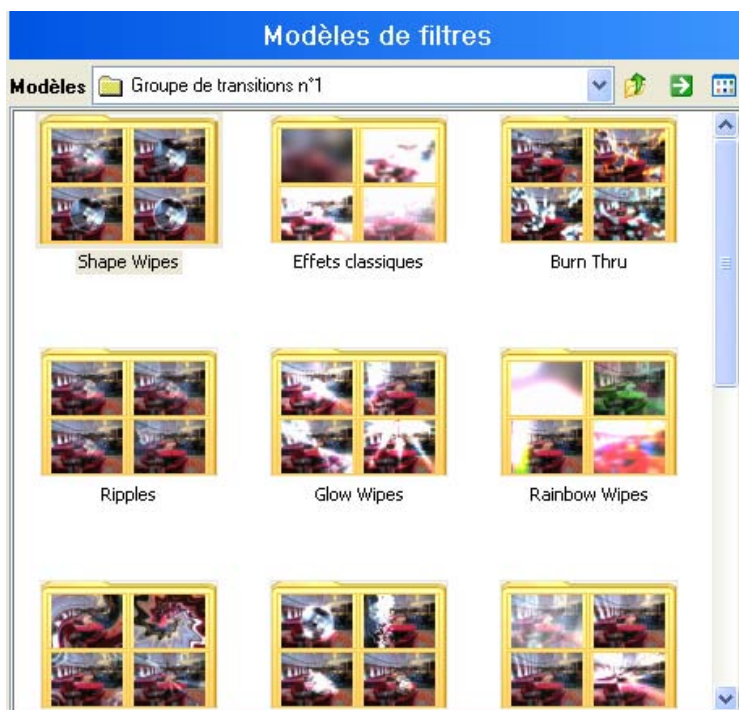 Modèles de filtres
Modèles Groupe de transitions n°1
Shape Wipes Effets classiques Burn Thru
Ripples Glow Wipes Rainbow Wipes